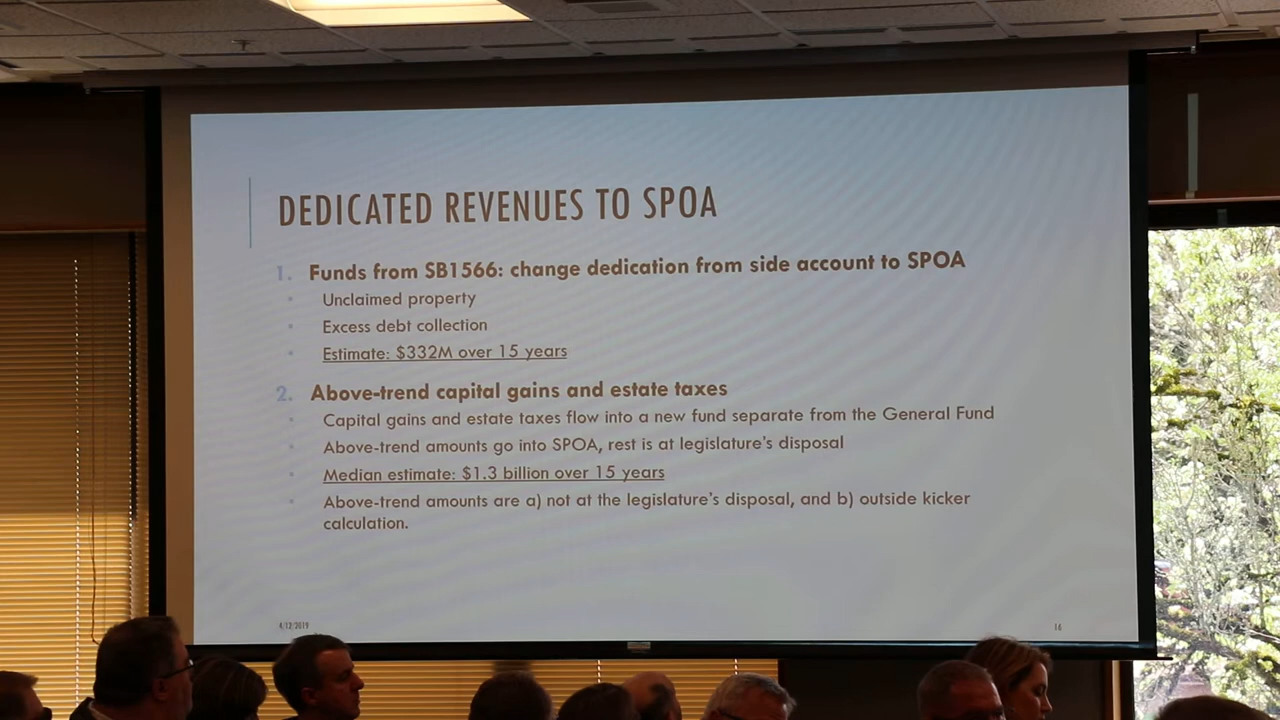 DEDICATED REVENUES TO SPOA
1. Funds from SB1566: change dedication from side account to SPOA
Unclaimed property
Excess debt collection
Estimate: $332M over 15 years
2. Above-trend capital gains and estate taxes
Capital gains and estate taxes flow into a new fund separate from the General Fund
Above-trend amounts go into SPOA, rest is at legislature's disposal
Median estimate: $1.3 billion over 15 years
Above-trend amounts are a) not at the legislature's disposal, and b) outside kicker
calculation.
4/12/2019
16